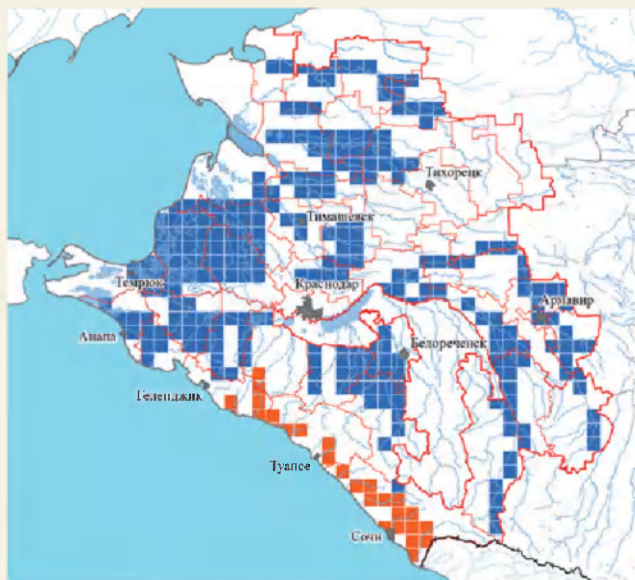 Тихорецк
Тимашевск
Темрюк
Краснодар
Армавир
Анапа
Белореченск
Геленджик
Туапсе
Сочи